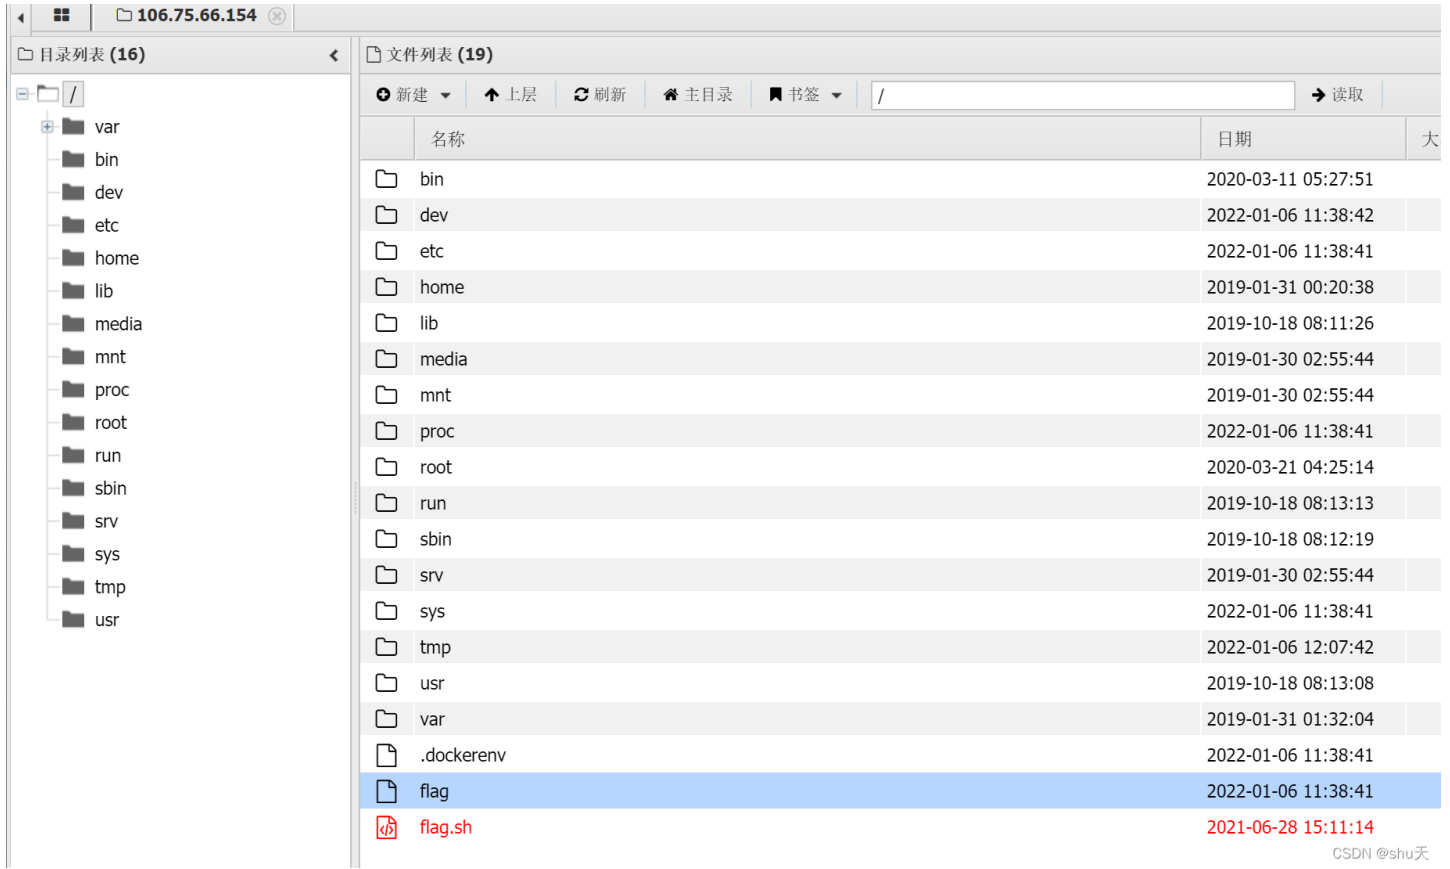 106.75.66.154
目录列表 (16)
/
var
bin
dev
etc
home
lib
media
mnt
proc
root
run
sbin
srv
sys
tmp
usr
文件列表 (19)
新建 上层 刷新 主目录 书签 / 读取
名称 日期 大
bin 2020-03-11 05:27:51
dev 2022-01-06 11:38:42
etc 2022-01-06 11:38:41
home 2019-01-31 00:20:38
lib 2019-10-18 08:11:26
media 2019-01-30 02:55:44
mnt 2019-01-30 02:55:44
proc 2022-01-06 11:38:41
root 2020-03-21 04:25:14
run 2019-10-18 08:13:13
sbin 2019-10-18 08:12:19
srv 2019-01-30 02:55:44
sys 2022-01-06 11:38:41
tmp 2022-01-06 12:07:42
usr 2019-10-18 08:13:08
var 2019-01-31 01:32:04
.dockerenv 2022-01-06 11:38:41
flag 2022-01-06 11:38:41
flag.sh 2021-06-28 15:11:14
CSDN @shu天